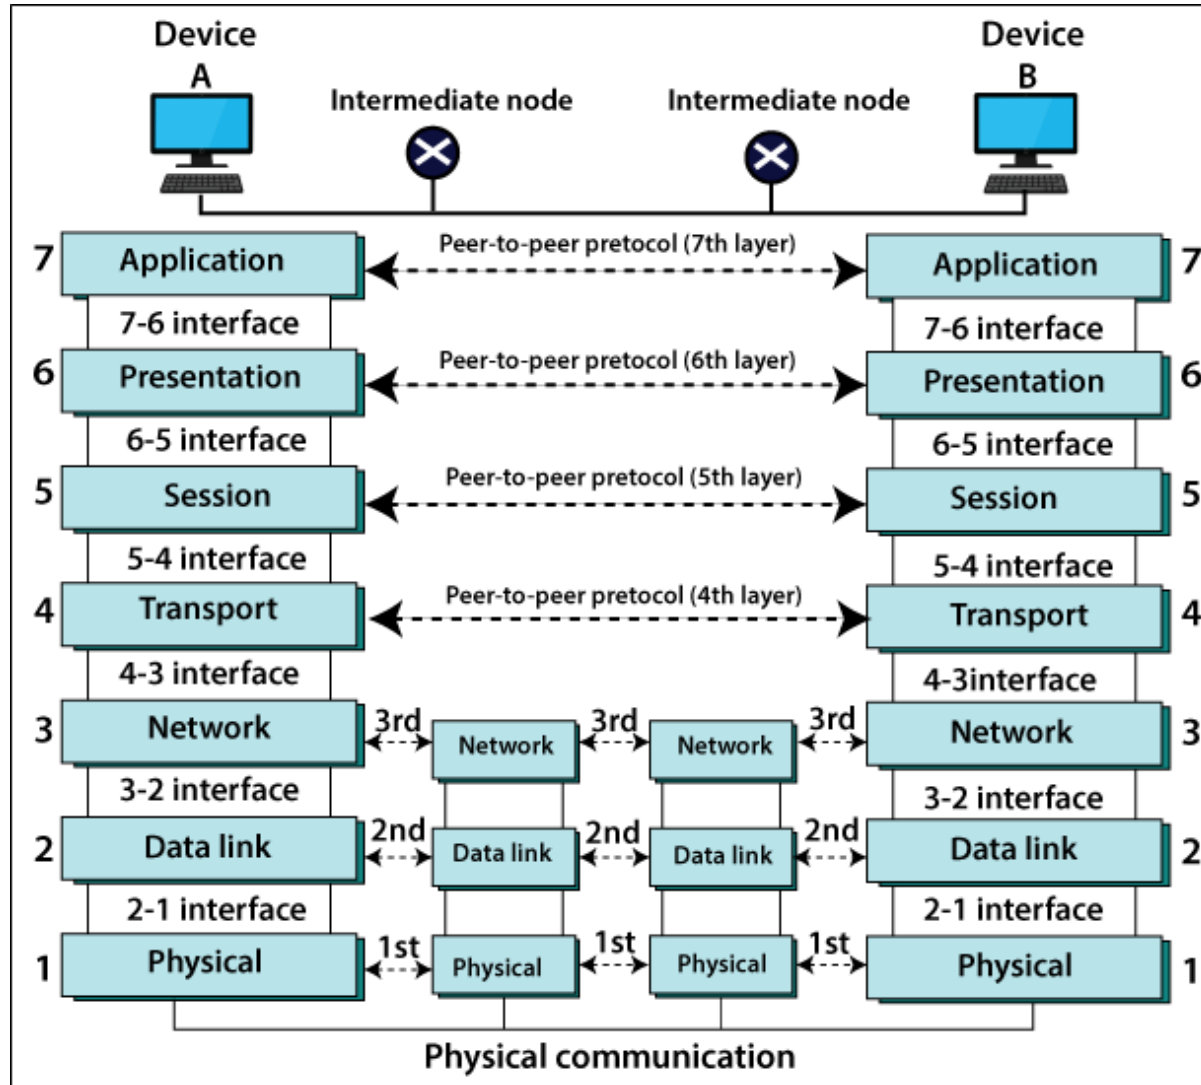 Device
A
Device
B
Intermediate node
Intermediate node
7
Application
Peer-to-peer pretocol (7th layer)
Application
7
7-6 interface
7-6 interface
6
Presentation
Peer-to-peer pretocol (6th layer)
Presentation
6
6-5 interface
6-5 interface
5
Session
Peer-to-peer pretocol (5th layer)
Session
5
5-4 interface
5-4 interface
4
Transport
Peer-to-peer pretocol (4th layer)
Transport
4
4-3 interface
4-3interface
3
Network
3rd
Network
3rd
Network
3rd
Network
3
3-2 interface
3-2 interface
2
Data link
2nd
Data link
2nd
Data link
2nd
Data link
2
2-1 interface
2-1 interface
1
Physical
1st
Physical
1st
Physical
1st
Physical
1
Physical communication